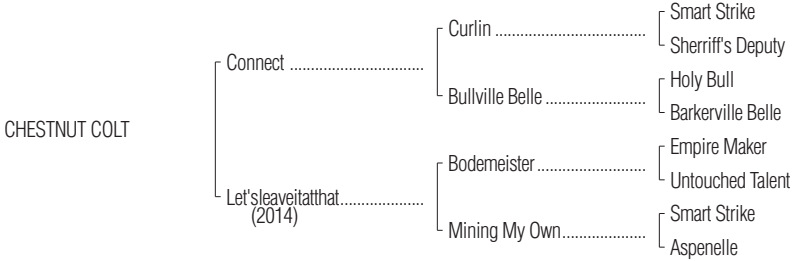 Smart Strike
Curlin ................................
Sherriff's Deputy
Connect ............................
Holy Bull
Bullville Belle .....................
Barkerville Belle
CHESTNUT COLT
Empire Maker
Bodemeister .......................
Untouched Talent
Let'sleaveitatthat.................
(2014)
Smart Strike
Mining My Own..................
Aspenelle